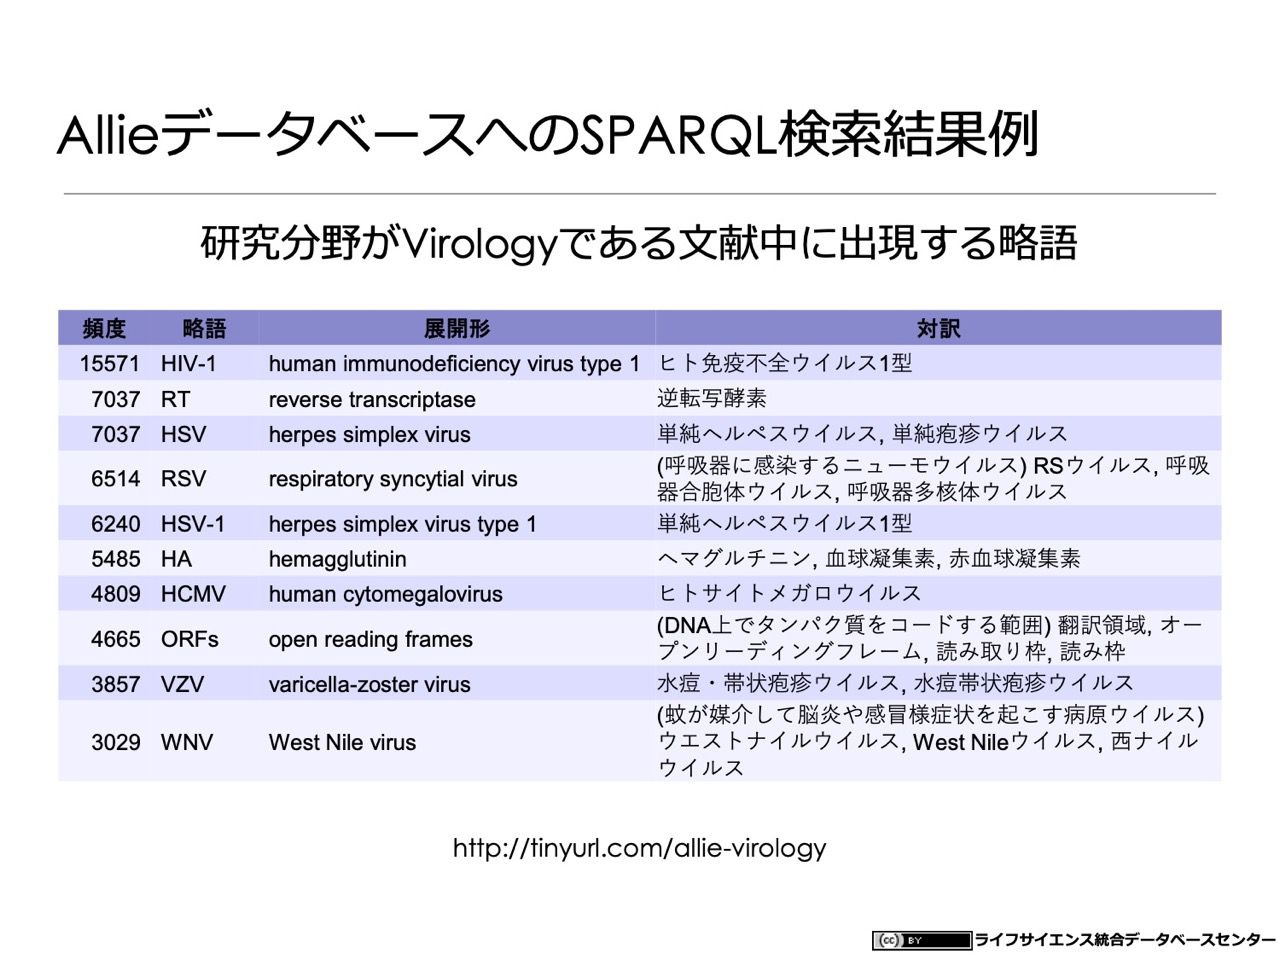 AllieデータベースへのSPARQL検索結果例
研究分野がVirologyである文献中に出現する略語
頻度 略語 展開形 対訳
15571 HIV-1 human immunodeficiency virus type 1 ヒト免疫不全ウイルス1型
7037 RT reverse transcriptase 逆転写酵素
7037 HSV herpes simplex virus 単純ヘルペスウイルス, 単純疱疹ウイルス
6514 RSV respiratory syncytial virus (呼吸器に感染するニューモウイルス) RSウイルス, 呼吸
器合胞体ウイルス, 呼吸器多核体ウイルス
6240 HSV-1 herpes simplex virus type 1 単純ヘルペスウイルス1型
5485 HA hemagglutinin ヘマグルチニン, 血球凝集素, 赤血球凝集素
4809 HCMV human cytomegalovirus ヒトサイトメガロウイルス
4665 ORFs open reading frames (DNA上でタンパク質をコードする範囲) 翻訳領域, オー
プンリーディングフレーム, 読み取り枠, 読み枠
3857 VZV varicella-zoster virus 水痘・帯状疱疹ウイルス, 水痘帯状疱疹ウイルス
3029 WNV West Nile virus (蚊が媒介して脳炎や感冒様症状を起こす病原ウイルス)
ウエストナイルウイルス, West Nileウイルス, 西ナイル
ウイルス
http://tinyurl.com/allie-virology
cc BY ライフサイエンス統合データベースセンター